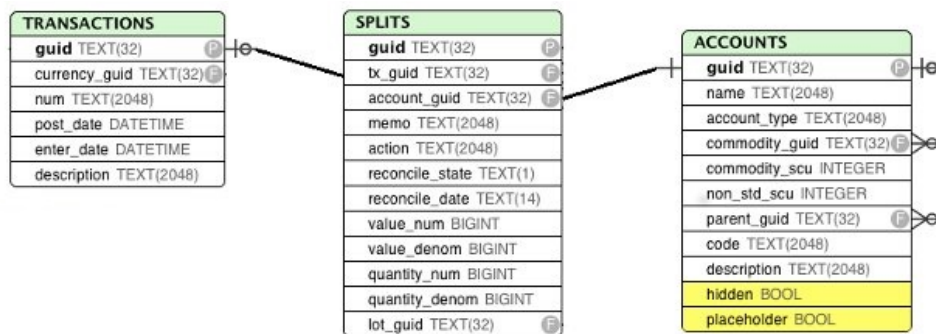 TRANSACTIONS
guid TEXT(32) P
currency_guid TEXT(32) F
num TEXT(2048)
post_date DATETIME
enter_date DATETIME
description TEXT(2048)
SPLITS
guid TEXT(32) P
tx_guid TEXT(32) F
account_guid TEXT(32) F
memo TEXT(2048)
action TEXT(2048)
reconcile_state TEXT(1)
reconcile_date TEXT(14)
value_num BIGINT
value_denom BIGINT
quantity_num BIGINT
quantity_denom BIGINT
lot_guid TEXT(32) F
ACCOUNTS
guid TEXT(32) P
name TEXT(2048)
account_type TEXT(2048)
commodity_guid TEXT(32) F
commodity_scu INTEGER
non_std_scu INTEGER
parent_guid TEXT(32) F
code TEXT(2048)
description TEXT(2048)
hidden BOOL
placeholder BOOL